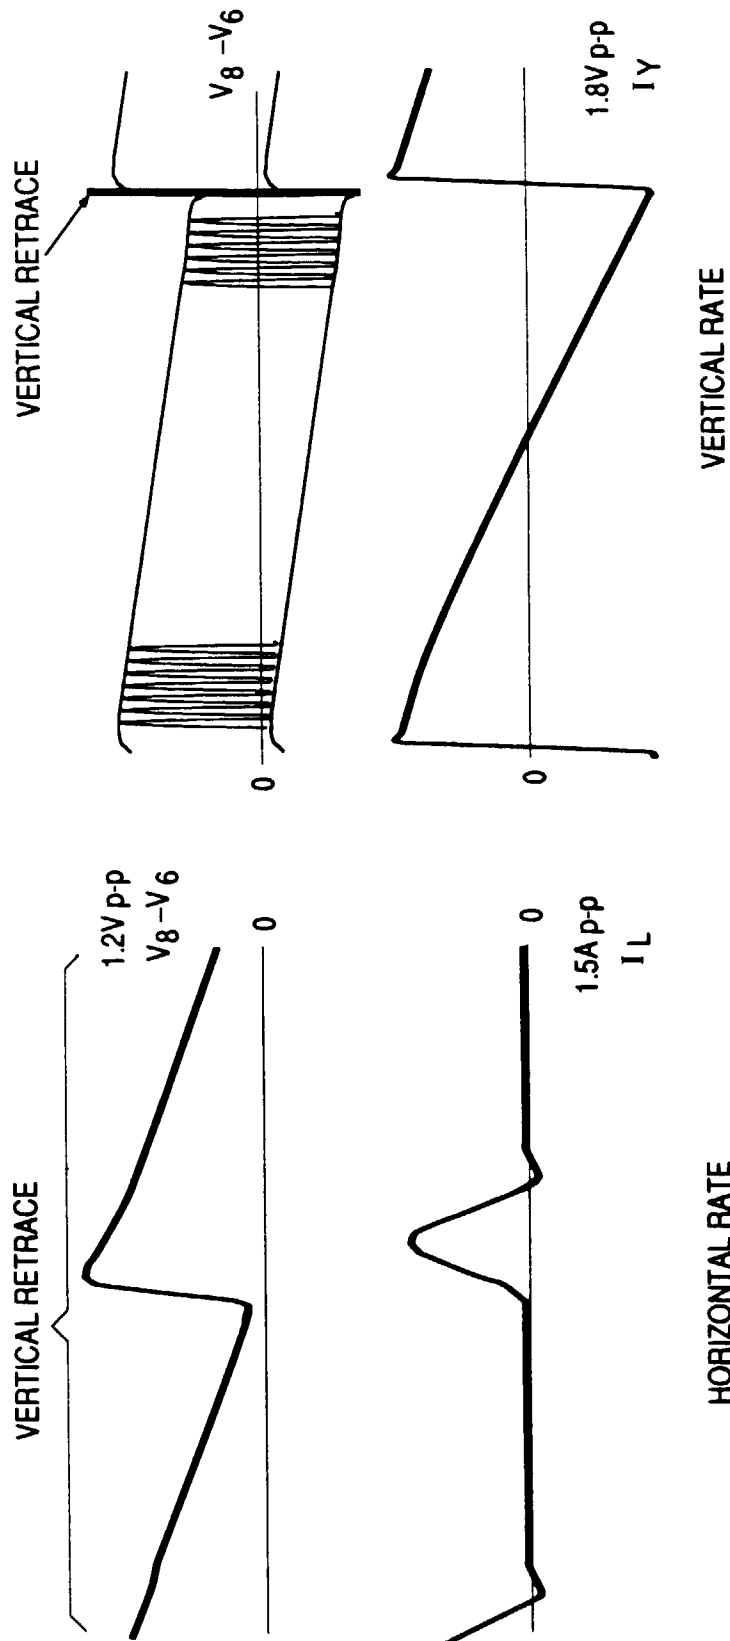 VERTICAL RETRACE
1.2V p-p
V8 –V6
0
1.5A p-p
IL
0
HORIZONTAL RATE
VERTICAL RETRACE
V8 –V6
0
1.8V p-p
IY
0
VERTICAL RATE